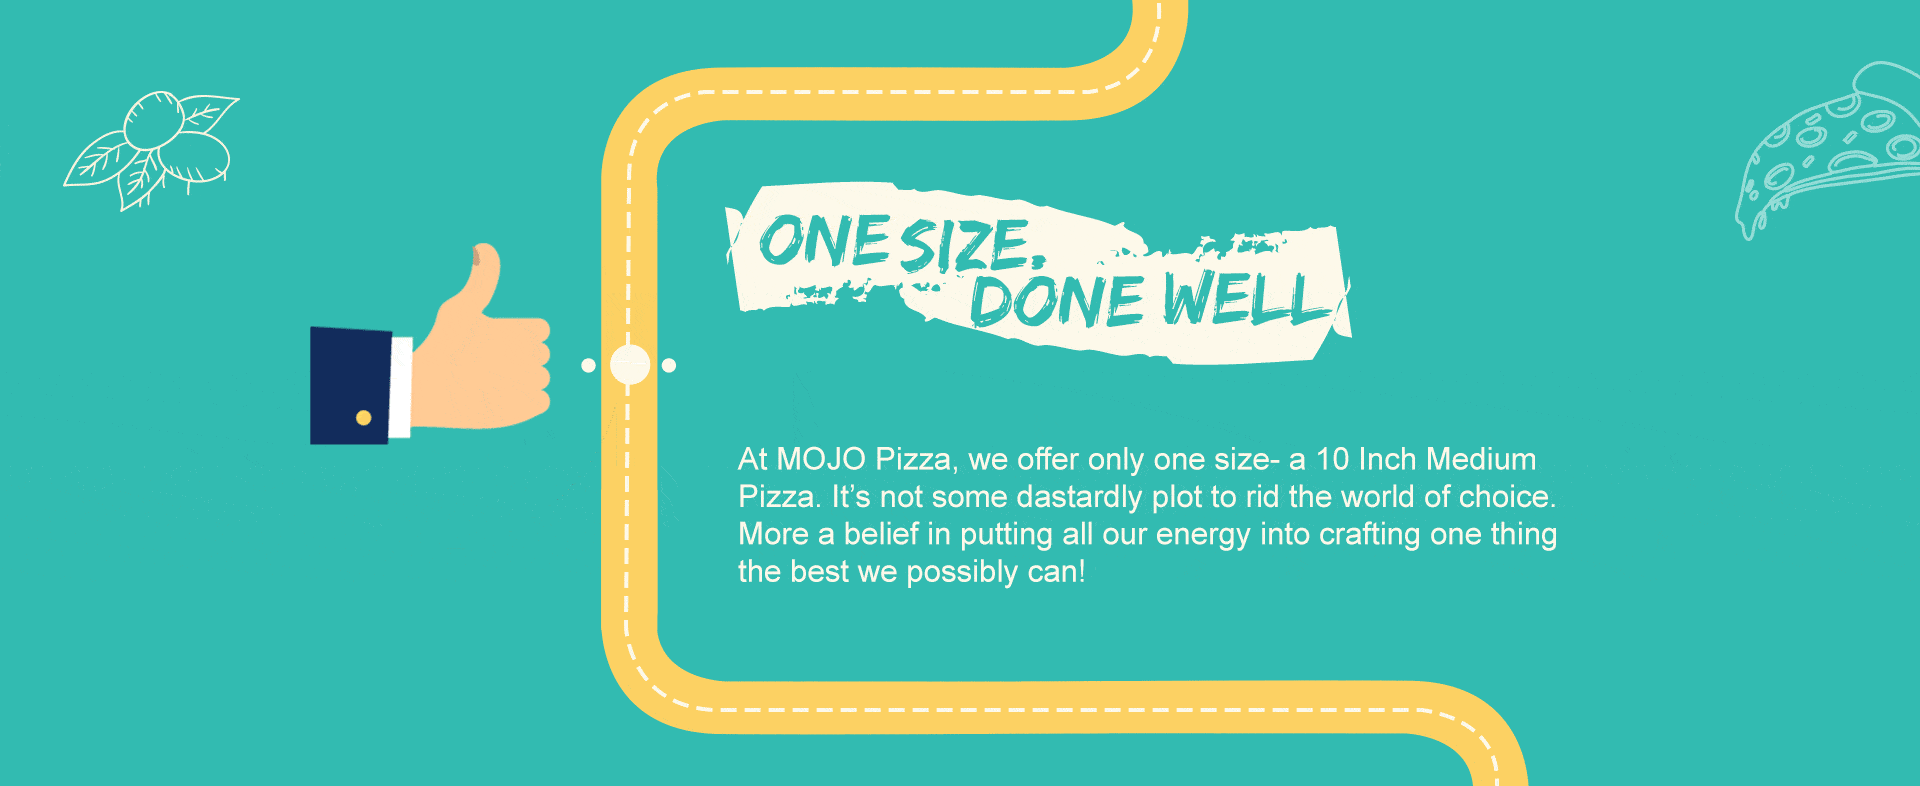 ONE SIZE.
DONE WELL
At MOJO Pizza, we offer only one size- a 10 Inch Medium
Pizza. It’s not some dastardly plot to rid the world of choice.
More a belief in putting all our energy into crafting one thing
the best we possibly can!